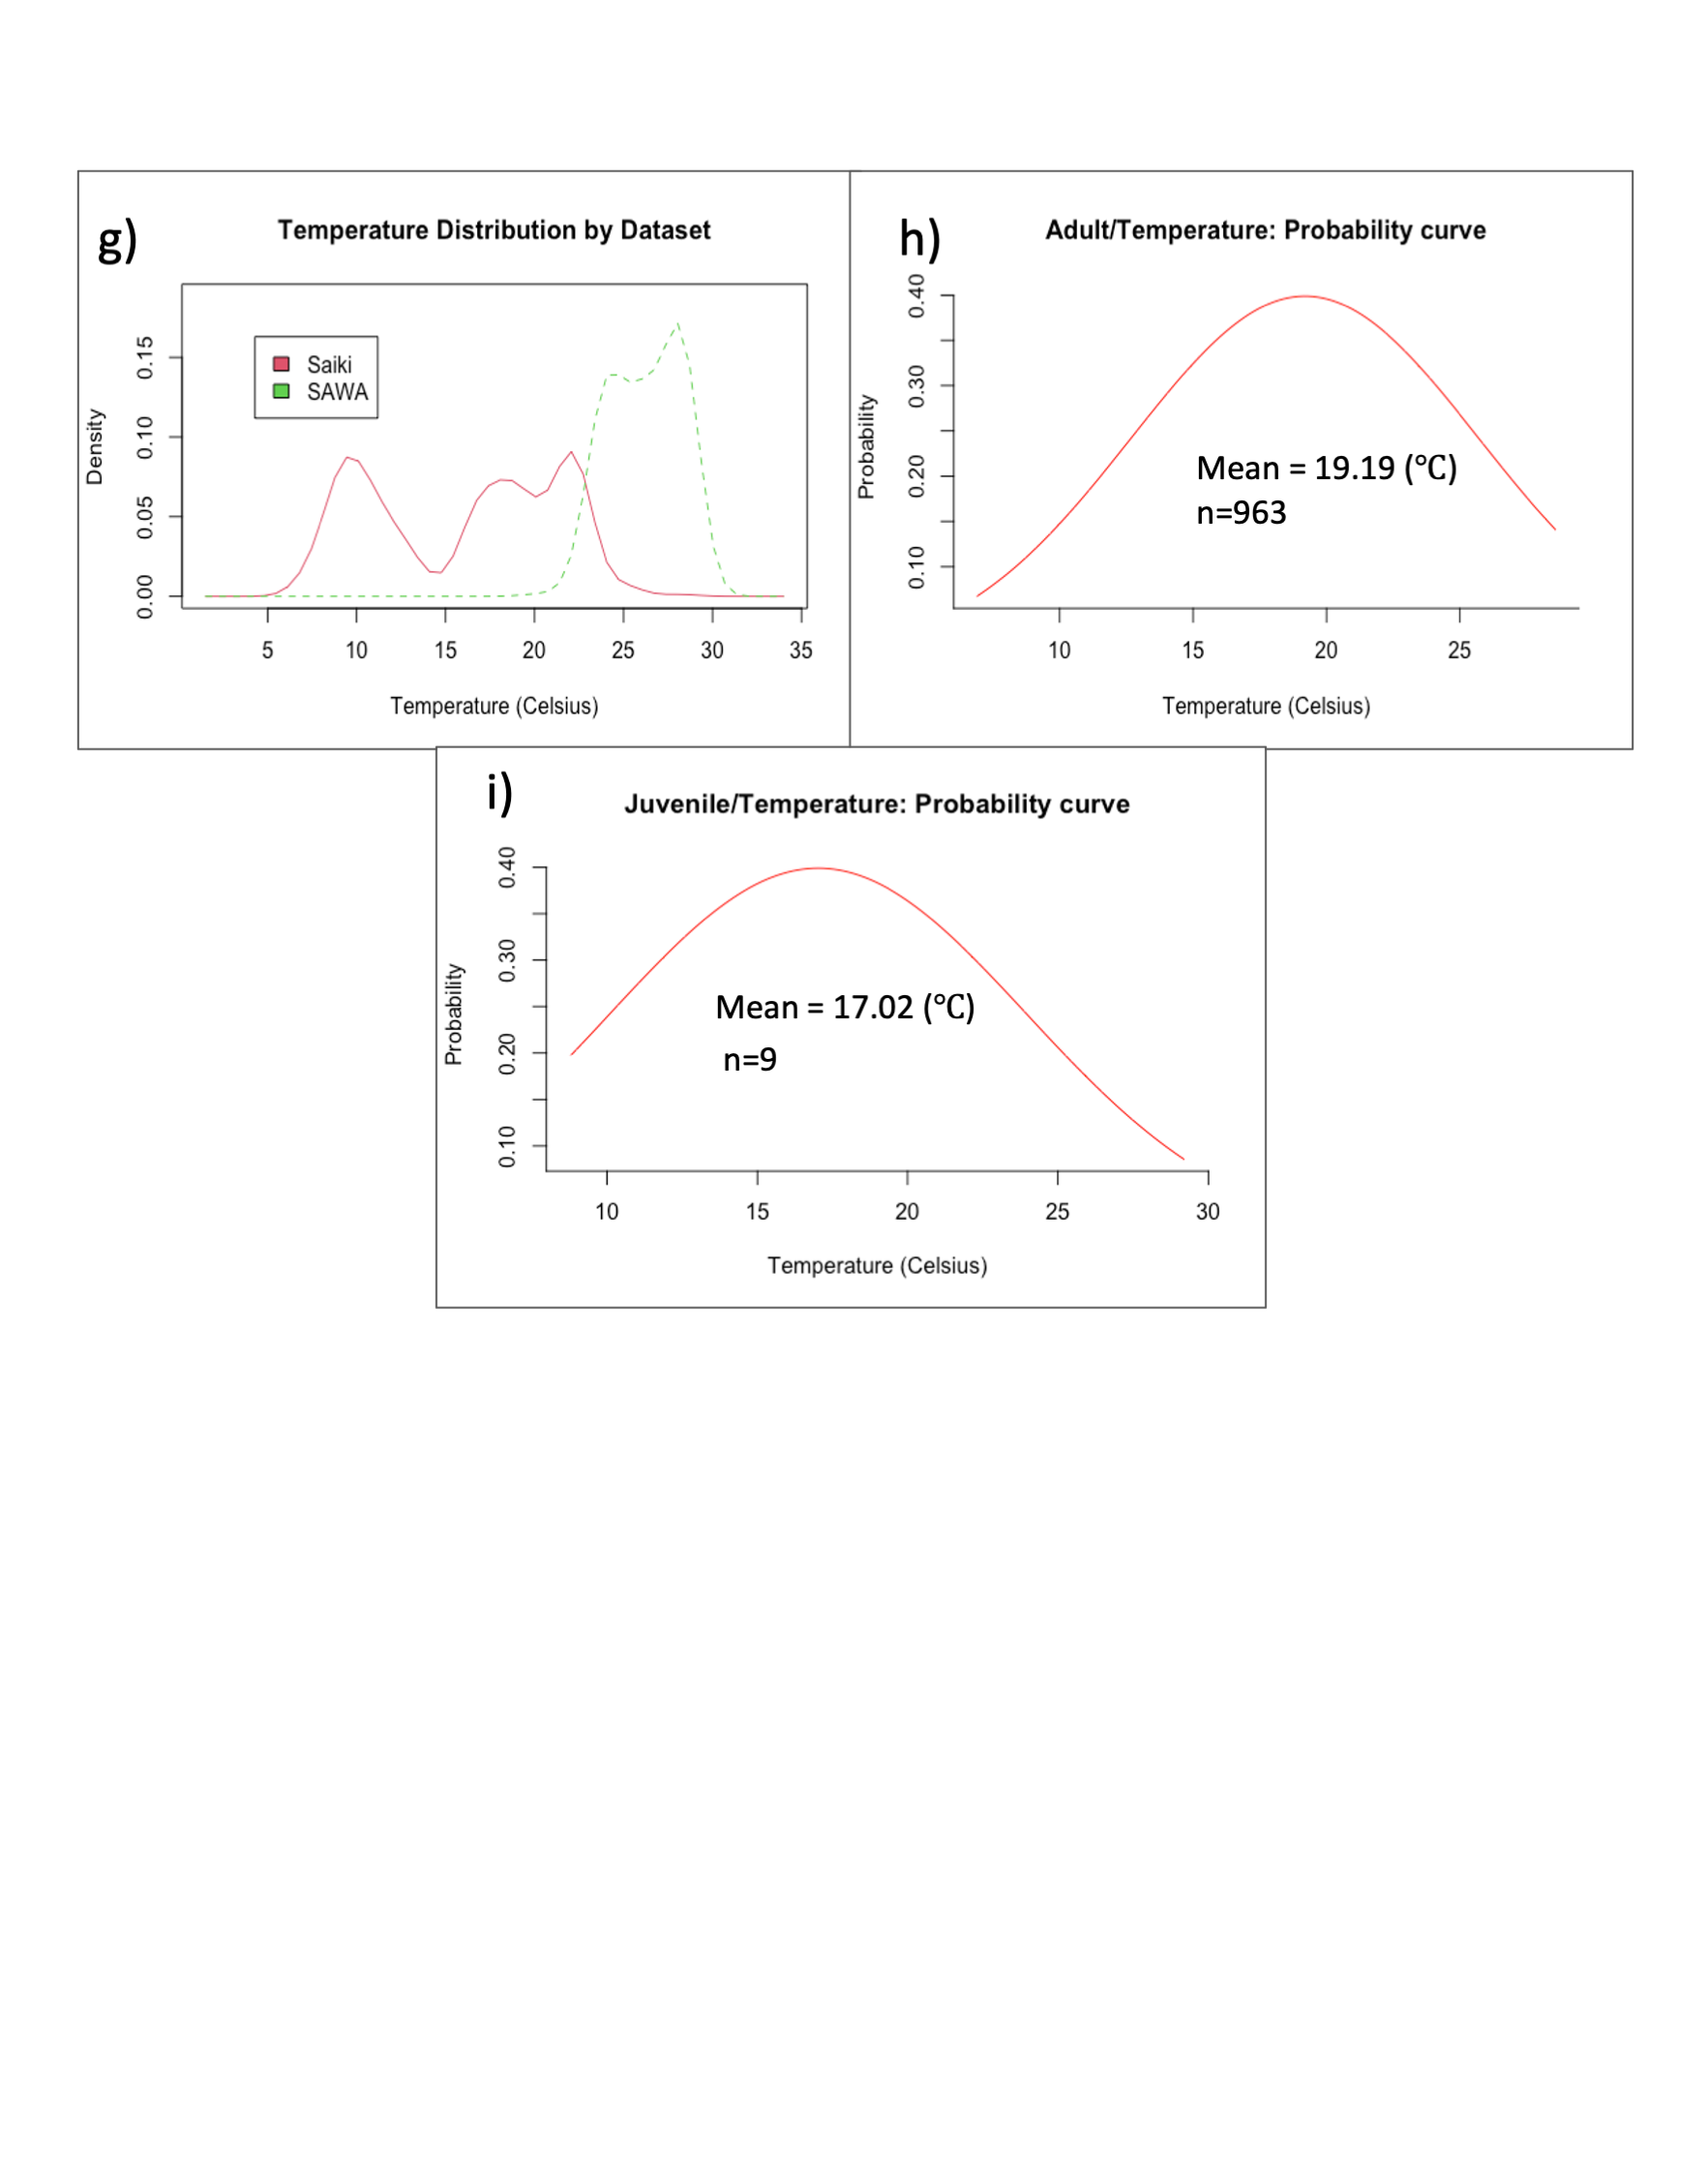 g)
Temperature Distribution by Dataset
Density
0.00 0.05 0.10 0.15
Saiki
SAWA
5 10 15 20 25 30 35
Temperature (Celsius)
h)
Adult/Temperature: Probability curve
Probability
0.10 0.20 0.30 0.40
Mean = 19.19 (℃)
n=963
10 15 20 25
Temperature (Celsius)
i)
Juvenile/Temperature: Probability curve
Probability
0.10 0.20 0.30 0.40
Mean = 17.02 (℃)
n=9
10 15 20 25 30
Temperature (Celsius)